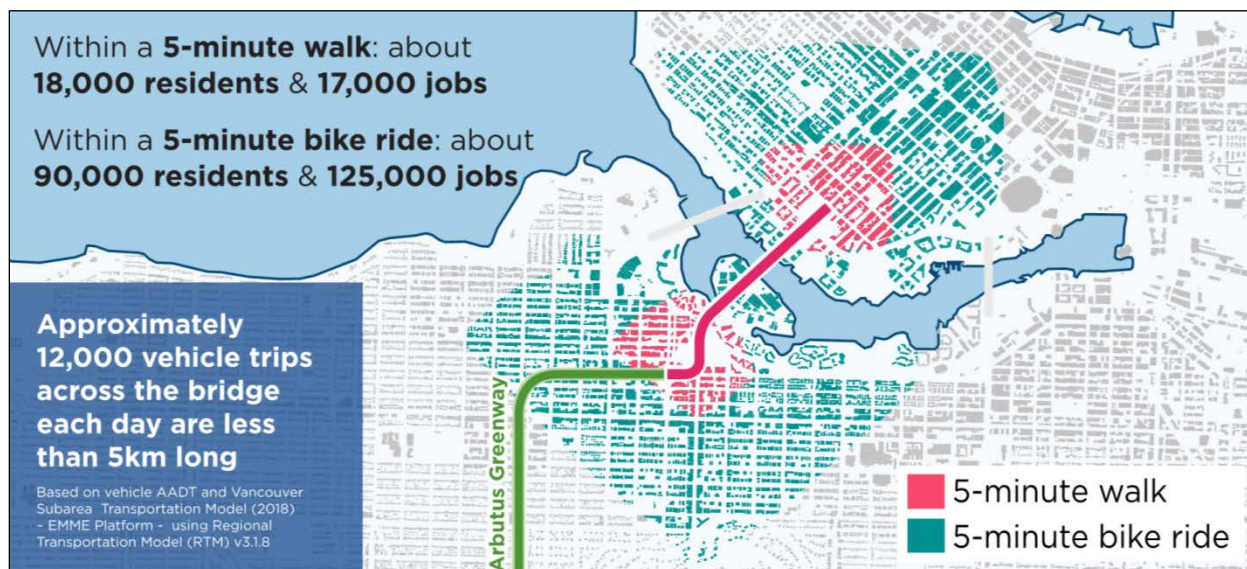 Within a 5-minute walk: about
18,000 residents & 17,000 jobs
Within a 5-minute bike ride: about
90,000 residents & 125,000 jobs
Approximately
12,000 vehicle trips
across the bridge
each day are less
than 5km long
Based on vehicle AADT and Vancouver
Subarea Transportation Model (2018)
- EMME Platform - using Regional
Transportation Model (RTM) v3.1.8
Arbutus Greenway
5-minute walk
5-minute bike ride